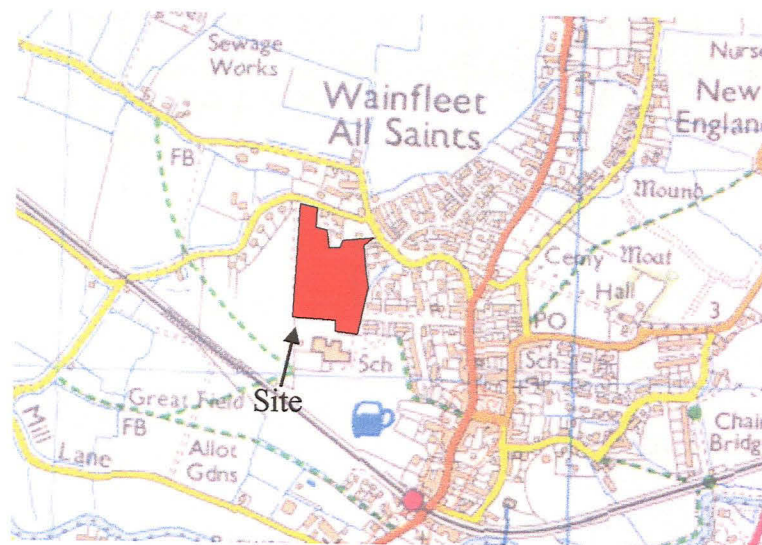 Sewage
Works
Nurse
Wainfleet
All Saints
New
England
FB
Mound
Cemy
Moat
Hall
PO
3
Sch
Sch
Site
Great Field
FB
Mill
Lane
Allot
Gdns
Chain
Bridge